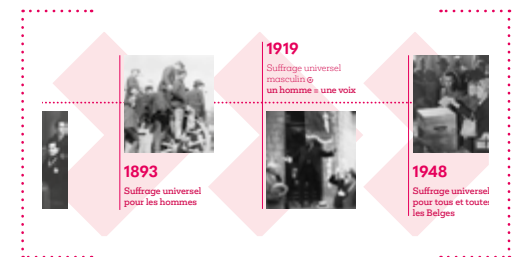 1893
Suffrage universel
pour les hommes
1919
Suffrage universel
masculin
un homme = une voix
1948
Suffrage universel
pour tous et toutes
les Belges